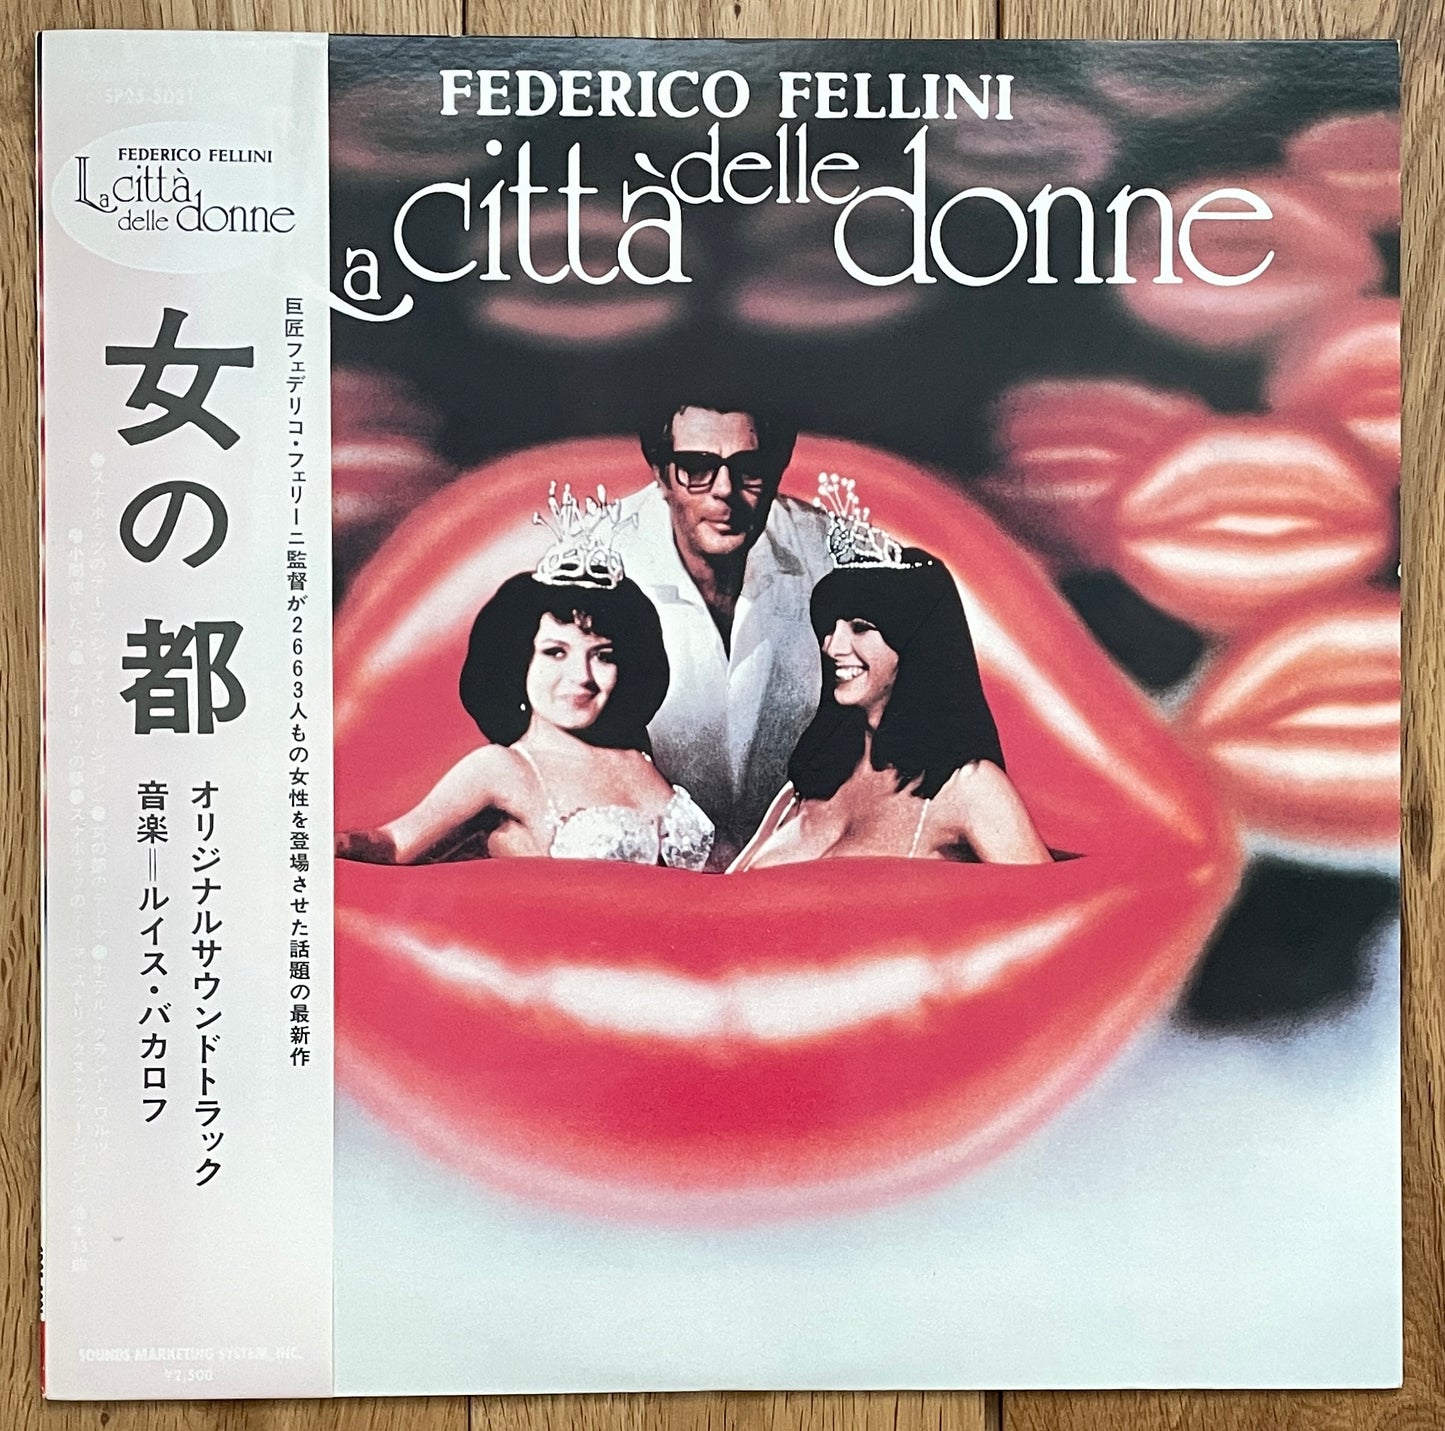 SP25-5021
FEDERICO FELLINI
La città
delle donne
女の都
巨匠フェデリコ・フェリーニ監督が2663人もの女性を登場させた話題の最新作
オリジナルサウンドトラック
音楽=ルイス・バカロフ
SOUNDS MARKETING SYSTEM, INC.
¥2,500
FEDERICO FELLINI
La città delle donne